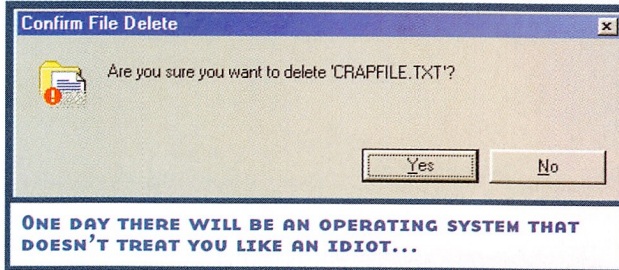 Confirm File Delete
Are you sure you want to delete 'CRAPFILE.TXT'?
Yes
No
ONE DAY THERE WILL BE AN OPERATING SYSTEM THAT
DOESN'T TREAT YOU LIKE AN IDIOT...